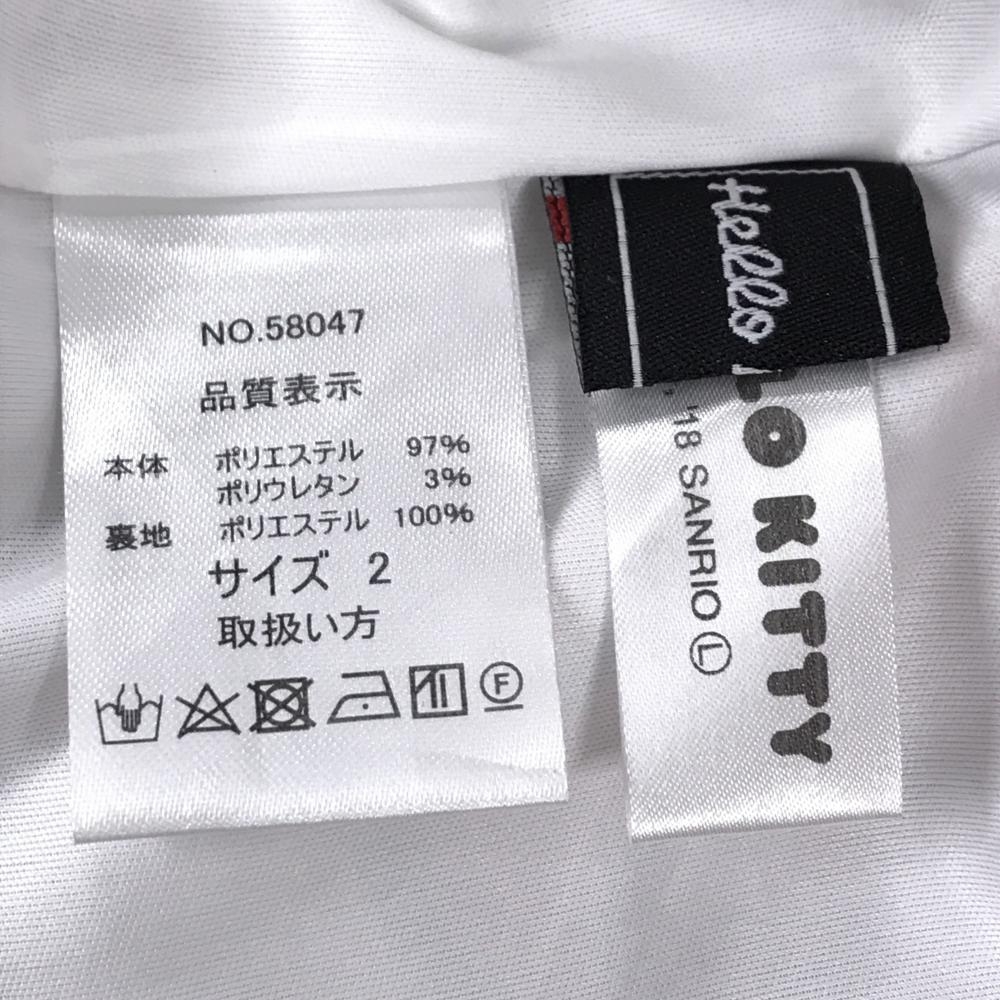 NO.58047
品質表示
本体 ポリエステル 97%
ポリウレタン 3%
裏地 ポリエステル 100%
サイズ 2
取扱い方
F
Hello
LO KITTY
'18 SANRIO Ⓛ